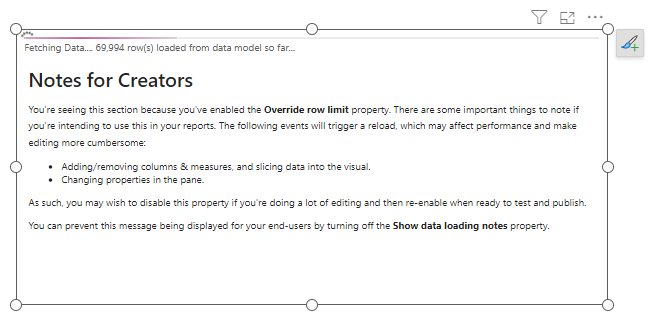 Fetching Data.... 69,994 row(s) loaded from data model so far...
Notes for Creators
You're seeing this section because you've enabled the Override row limit property. There are some important things to note if
you're intending to use this in your reports. The following events will trigger a reload, which may affect performance and make
editing more cumbersome:
• Adding/removing columns & measures, and slicing data into the visual.
• Changing properties in the pane.
As such, you may wish to disable this property if you're doing a lot of editing and then re-enable when ready to test and publish.
You can prevent this message being displayed for your end-users by turning off the Show data loading notes property.